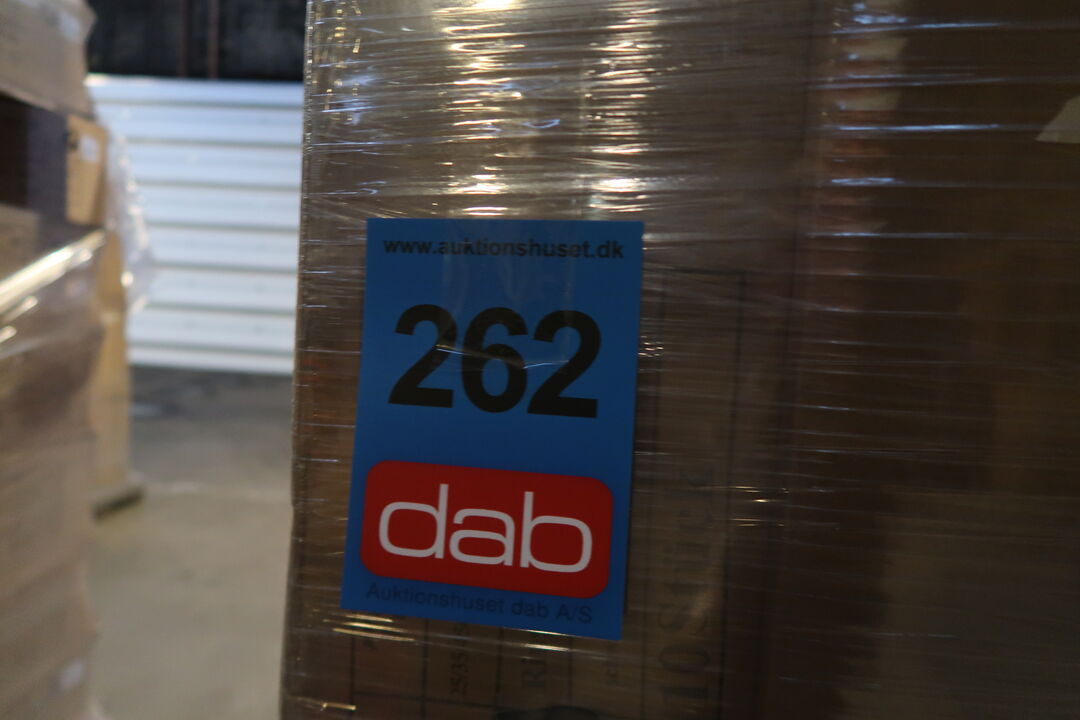 www.auktionshuset.dk
262
dab
Auktionshuset dab A/S